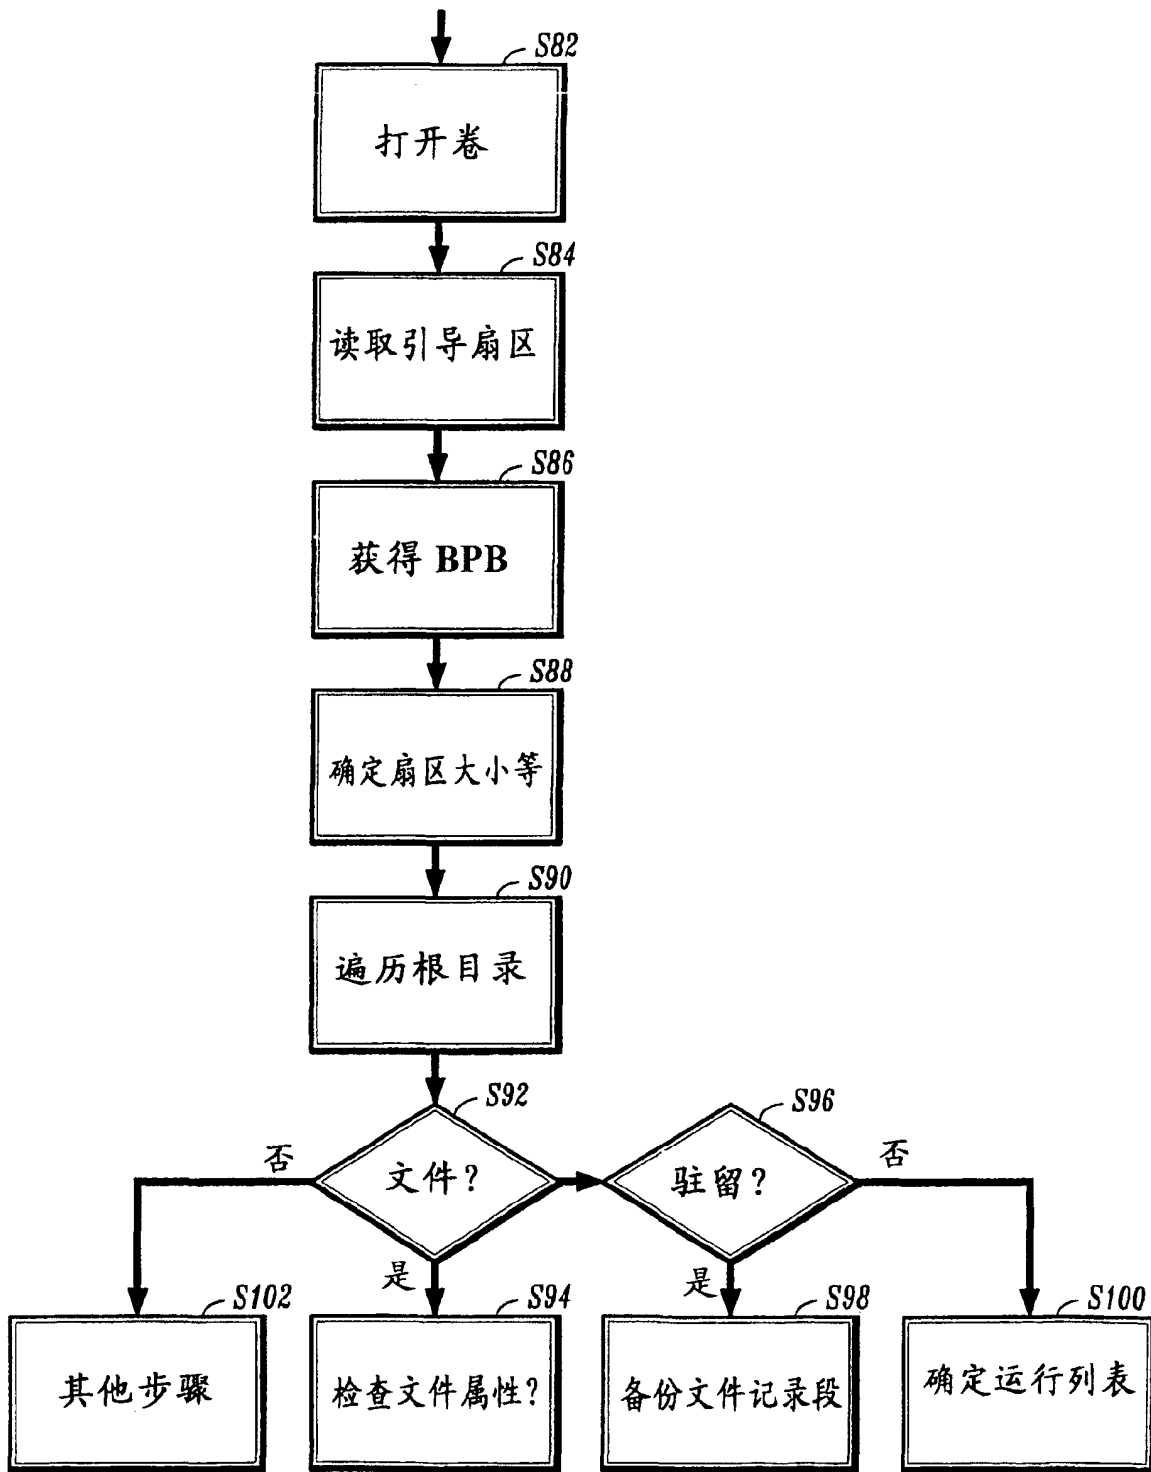 S82
打开卷
S84
读取引导扇区
S86
获得 BPB
S88
确定扇区大小等
S90
遍历根目录
S92
文件?
否
是
S96
驻留?
否
是
S102
其他步骤
S94
检查文件属性?
S98
备份文件记录段
S100
确定运行列表